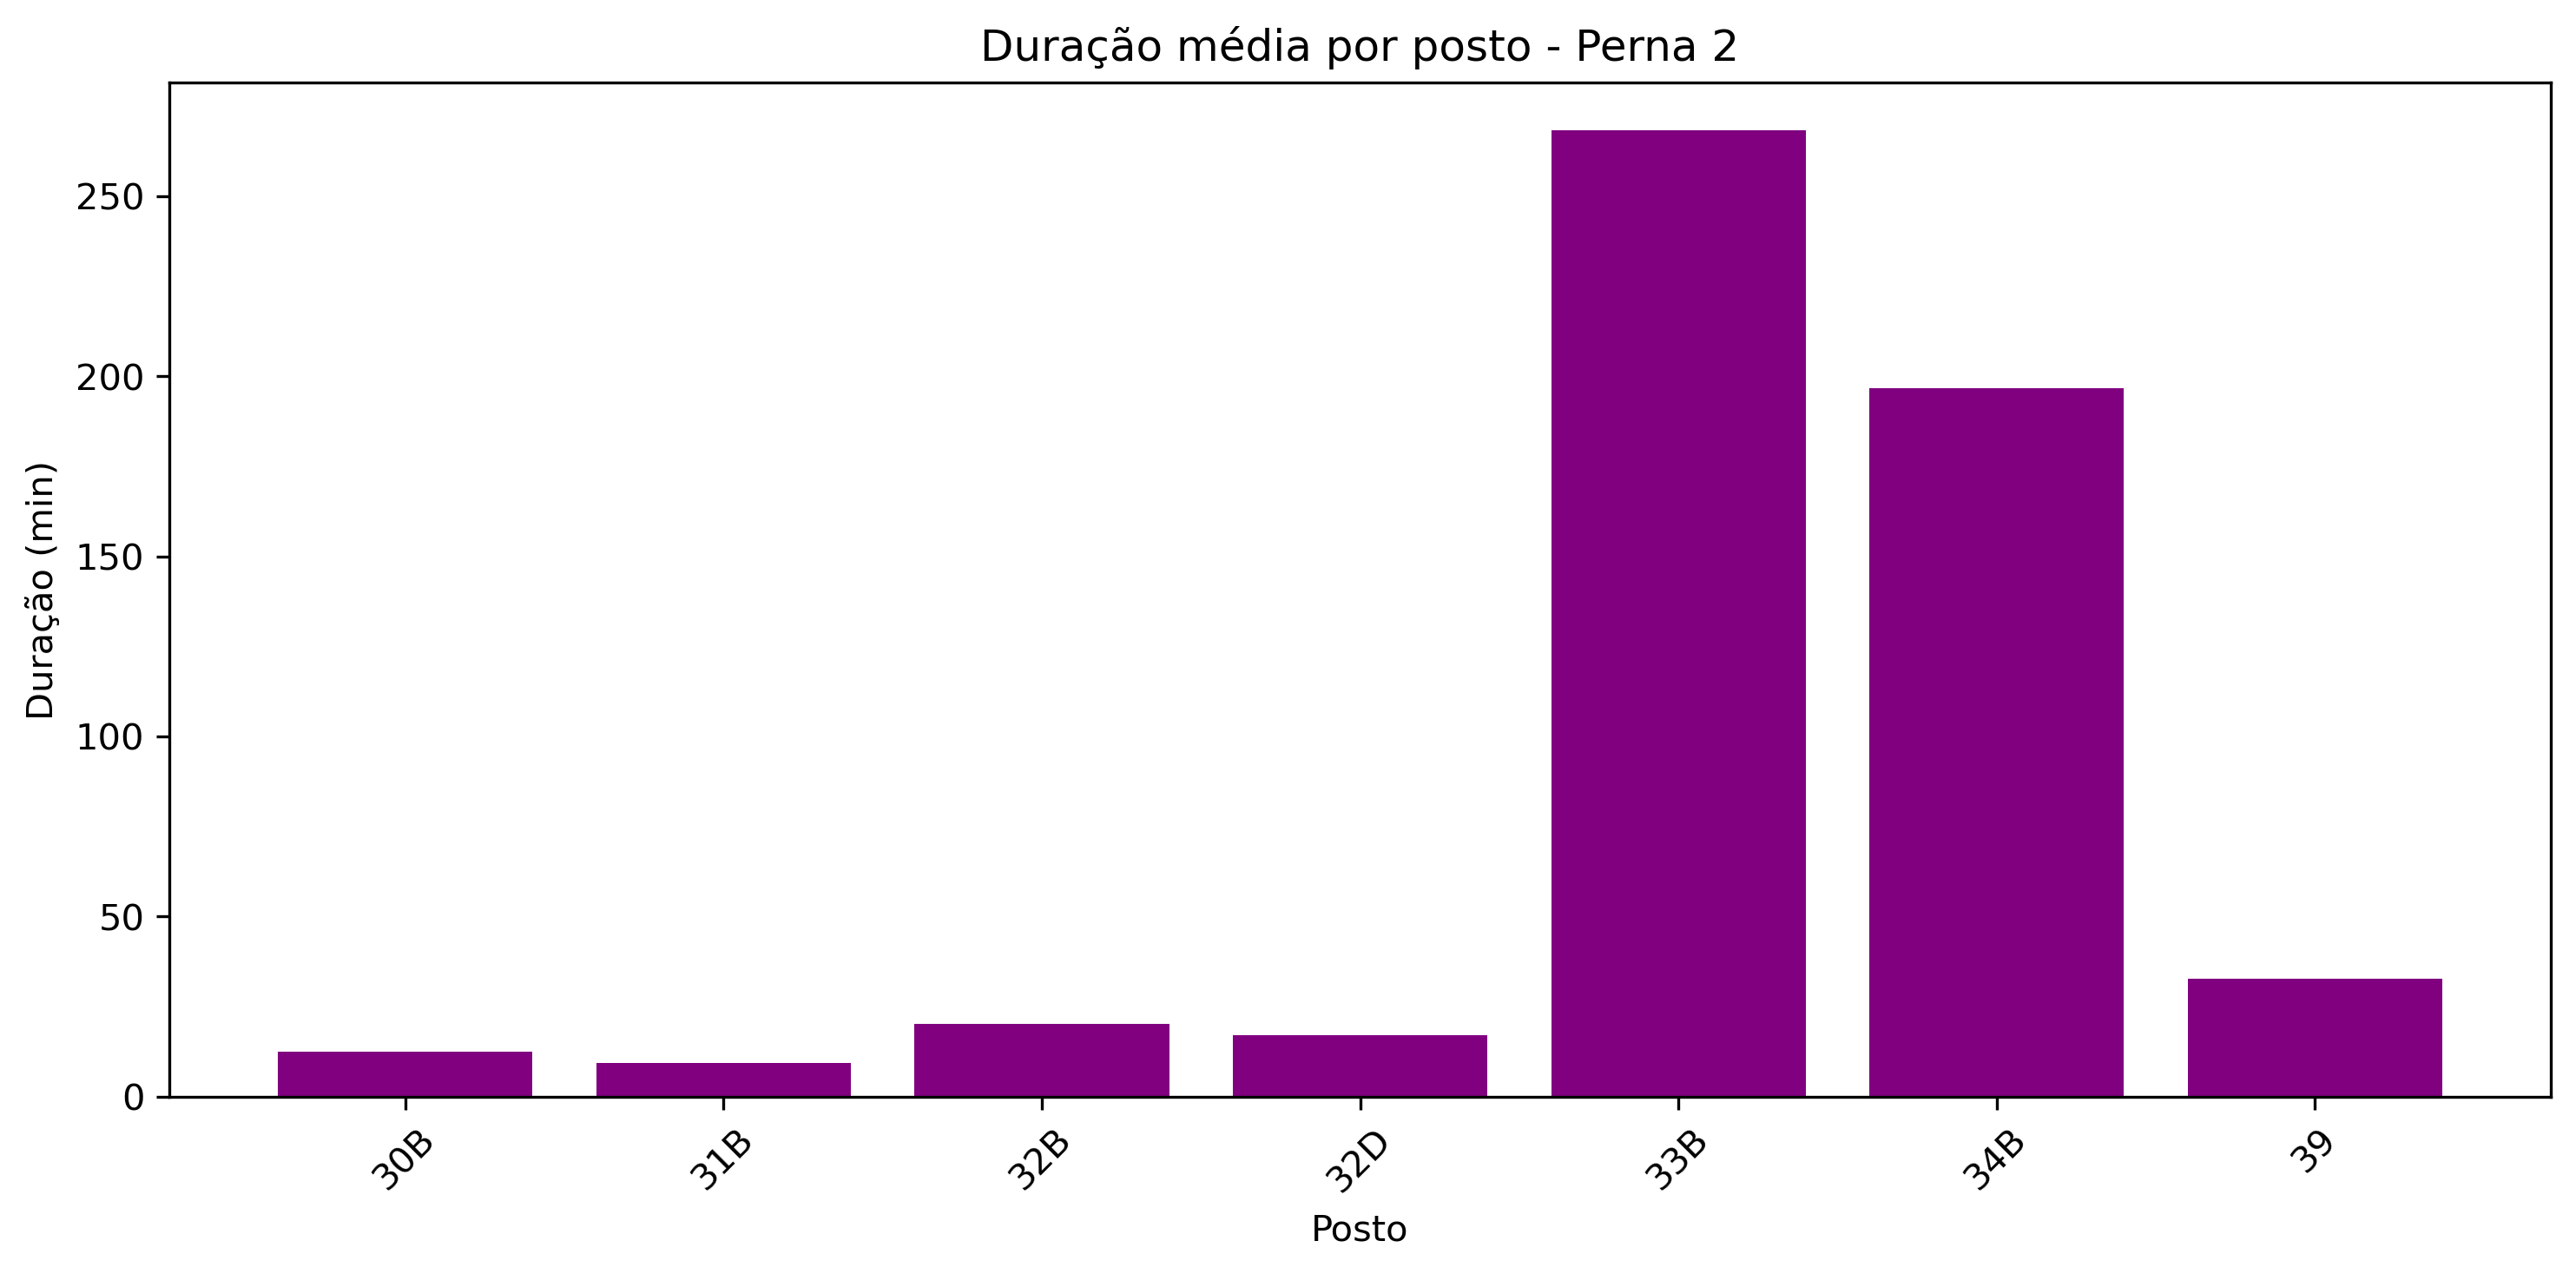 Duração média por posto - Perna 2
Duração (min)
250
200
150
100
50
0
30B
31B
32B
32D
33B
34B
39
Posto